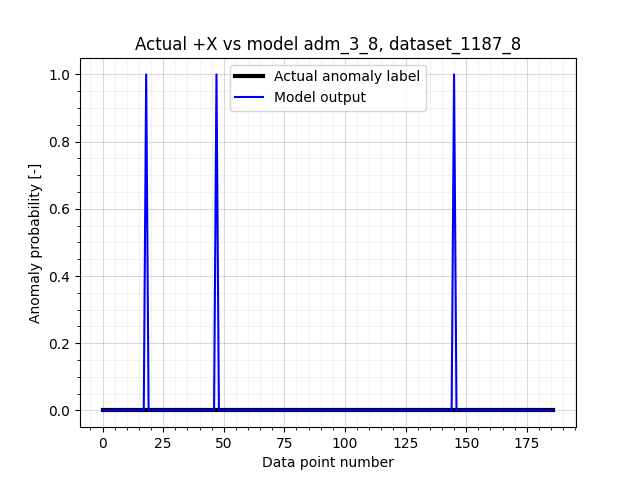 Actual +X vs model adm_3_8, dataset_1187_8
Actual anomaly label
Model output
1.0
0.8
0.6
0.4
0.2
0.0
Anomaly probability [-]
0 25 50 75 100 125 150 175
Data point number